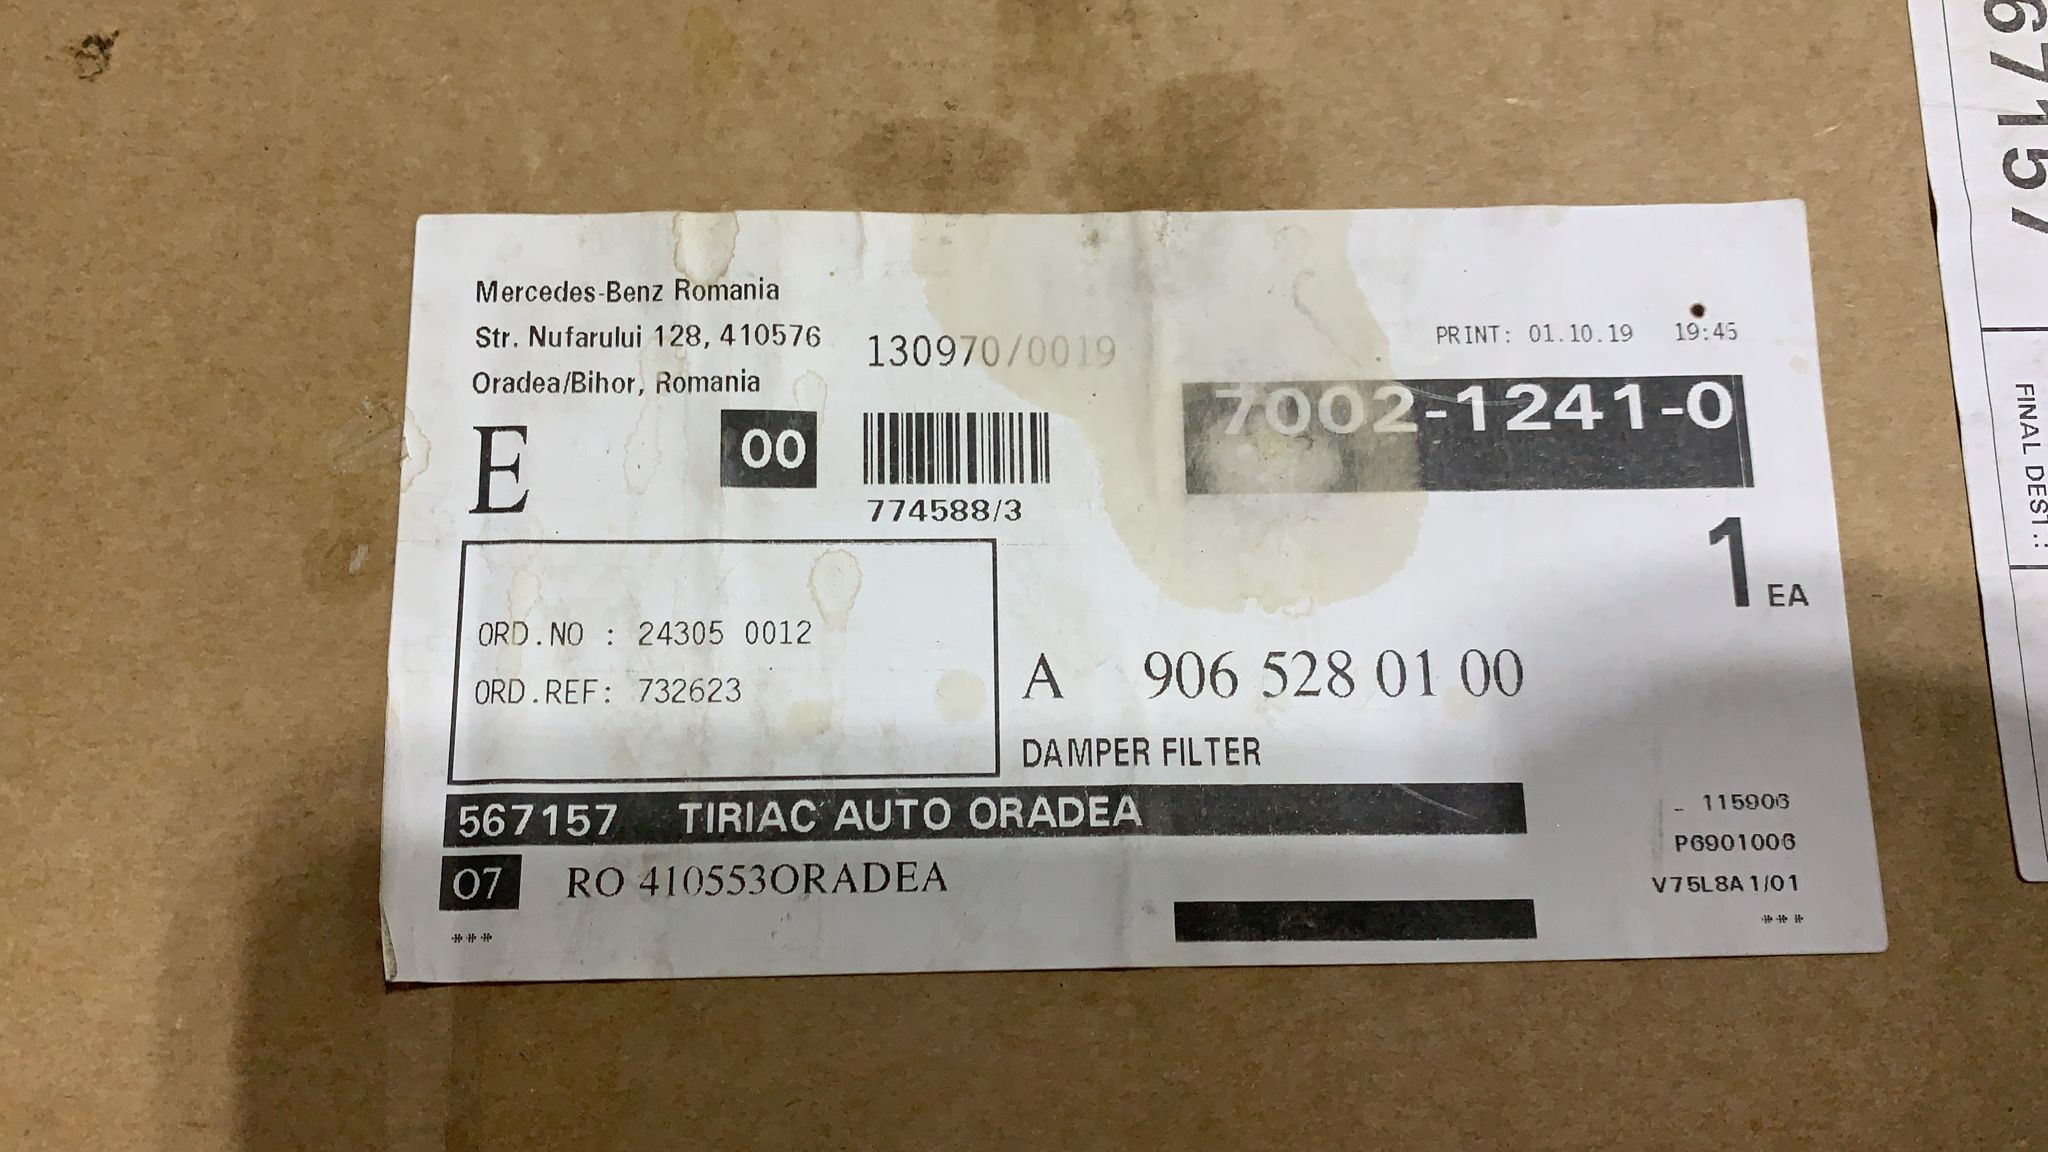 Mercedes-Benz Romania
Str. Nufarului 128, 410576
Oradea/Bihor, Romania
130970/0019
PRINT: 01.10.19 19:45
7002-1241-0
E
00
774588/3
1 EA
ORD.NO : 24305 0012
ORD.REF: 732623
A 906 528 01 00
DAMPER FILTER
567157 TIRIAC AUTO ORADEA
07 RO 410553ORADEA
***
_ 115906
P6901006
V75L8A1/01
***
67157
FINAL DEST.: